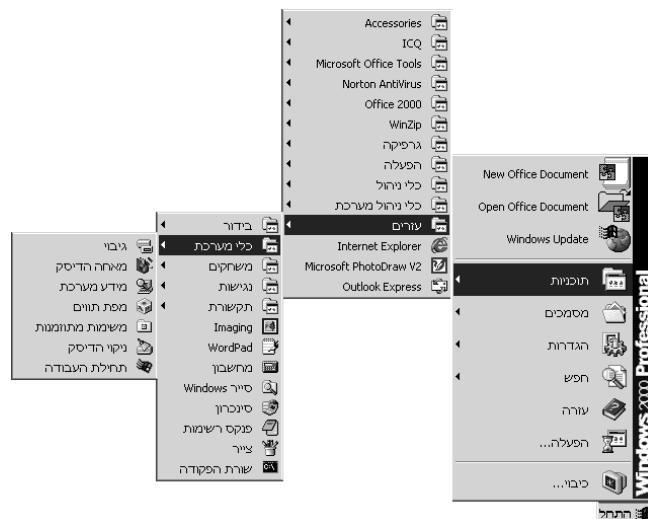 New Office Document
Open Office Document
Windows Update
תוכניות
מסמכים
הגדרות
חפש
עזרה
הפעלה...
כיבוי...
Windows 2000 Professional
התחל
Accessories
ICQ
Microsoft Office Tools
Norton AntiVirus
Office 2000
WinZip
גרפיקה
הפעלה
כלי ניהול
כלי ניהול מערכת
עזרים
Internet Explorer
Microsoft PhotoDraw V2
Outlook Express
בידור
כלי מערכת
משחקים
נגישות
תקשורת
Imaging
WordPad
מחשבון
סייר Windows
סינכרון
פנקס רשימות
צייר
שורת הפקודה
גיבוי
מאחה הדיסק
מידע מערכת
מפת תווים
משימות מתוזמנות
ניקוי הדיסק
תחילת העבודה